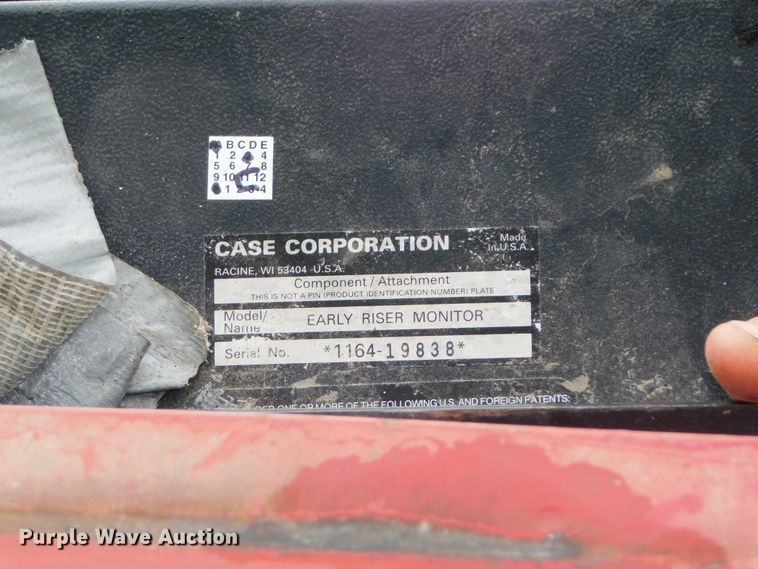 A B C D E
1 2 4
5 6 7 8
9 10 11 12
1 2 3 4
CASE CORPORATION
Made
In U.S.A.
RACINE, WI 53404 U.S.A.
Component / Attachment
THIS IS NOT A PIN (PRODUCT IDENTIFICATION NUMBER) PLATE
Model/
Name
EARLY RISER MONITOR
Serial No. *1164-19838*
ONE OR MORE OF THE FOLLOWING U.S. AND FOREIGN PATENTS:
Purple Wave Auction